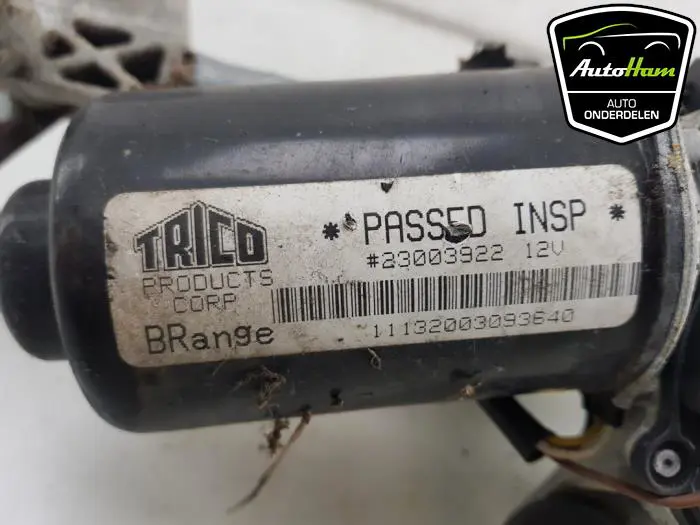 AutoHam
AUTO
ONDERDELEN
TRICO
PRODUCTS
CORP
BRange
* PASSED INSP *
#23003922 12V
11132003093640